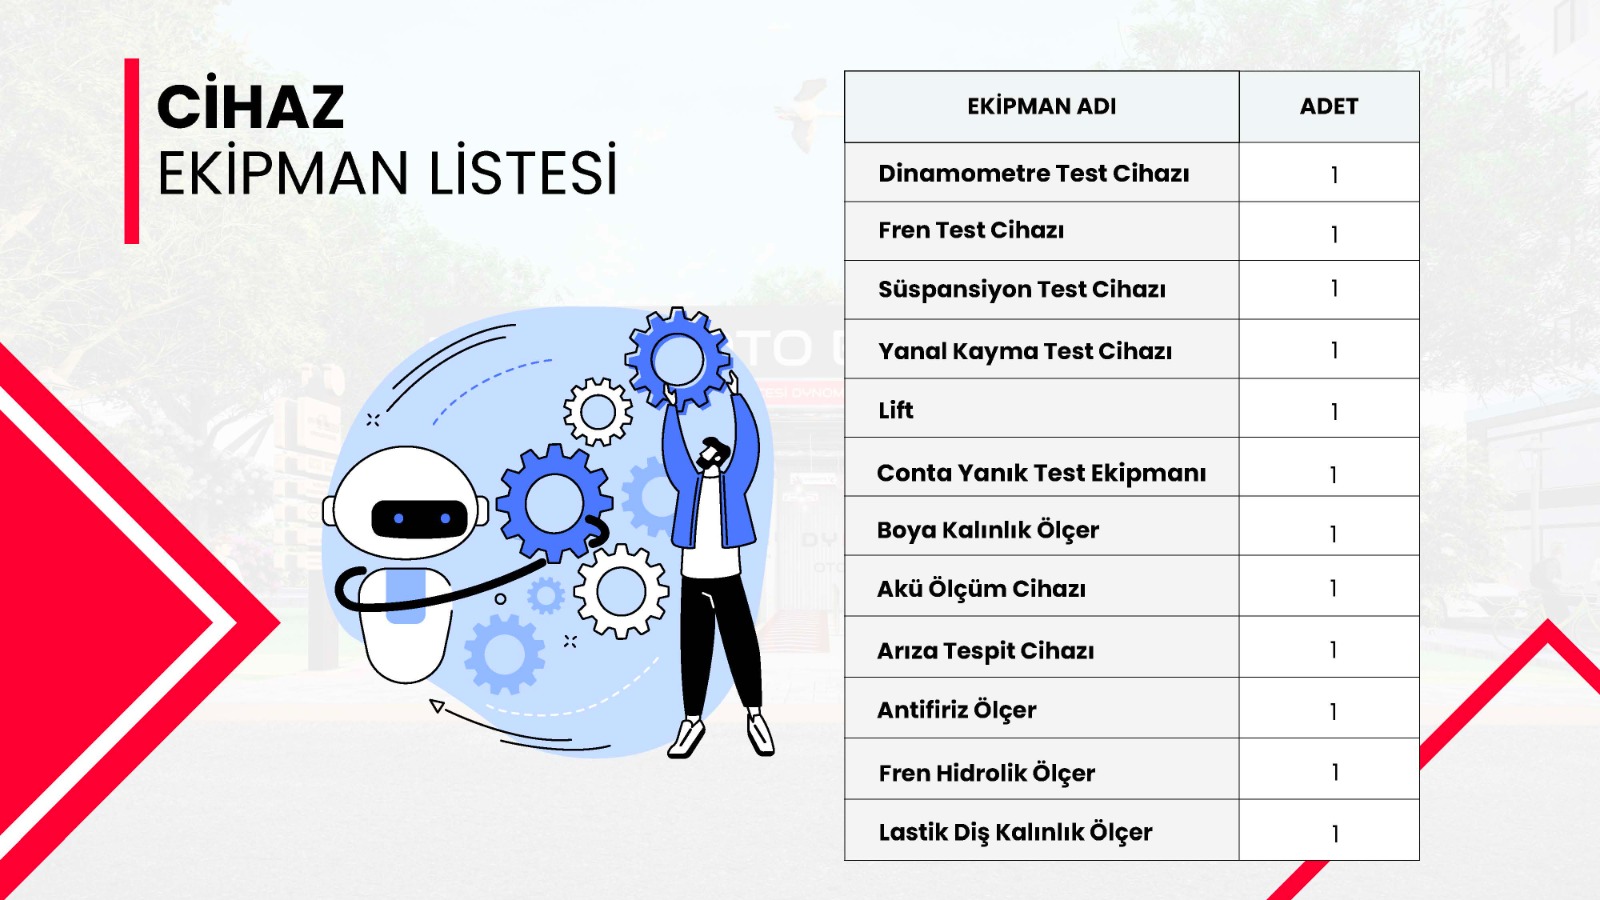 CİHAZ
EKİPMAN LİSTESİ
EKİPMAN ADI ADET
Dinamometre Test Cihazı 1
Fren Test Cihazı 1
Süspansiyon Test Cihazı 1
Yanal Kayma Test Cihazı 1
Lift 1
Conta Yanık Test Ekipmanı 1
Boya Kalınlık Ölçer 1
Akü Ölçüm Cihazı 1
Arıza Tespit Cihazı 1
Antifiriz Ölçer 1
Fren Hidrolik Ölçer 1
Lastik Diş Kalınlık Ölçer 1